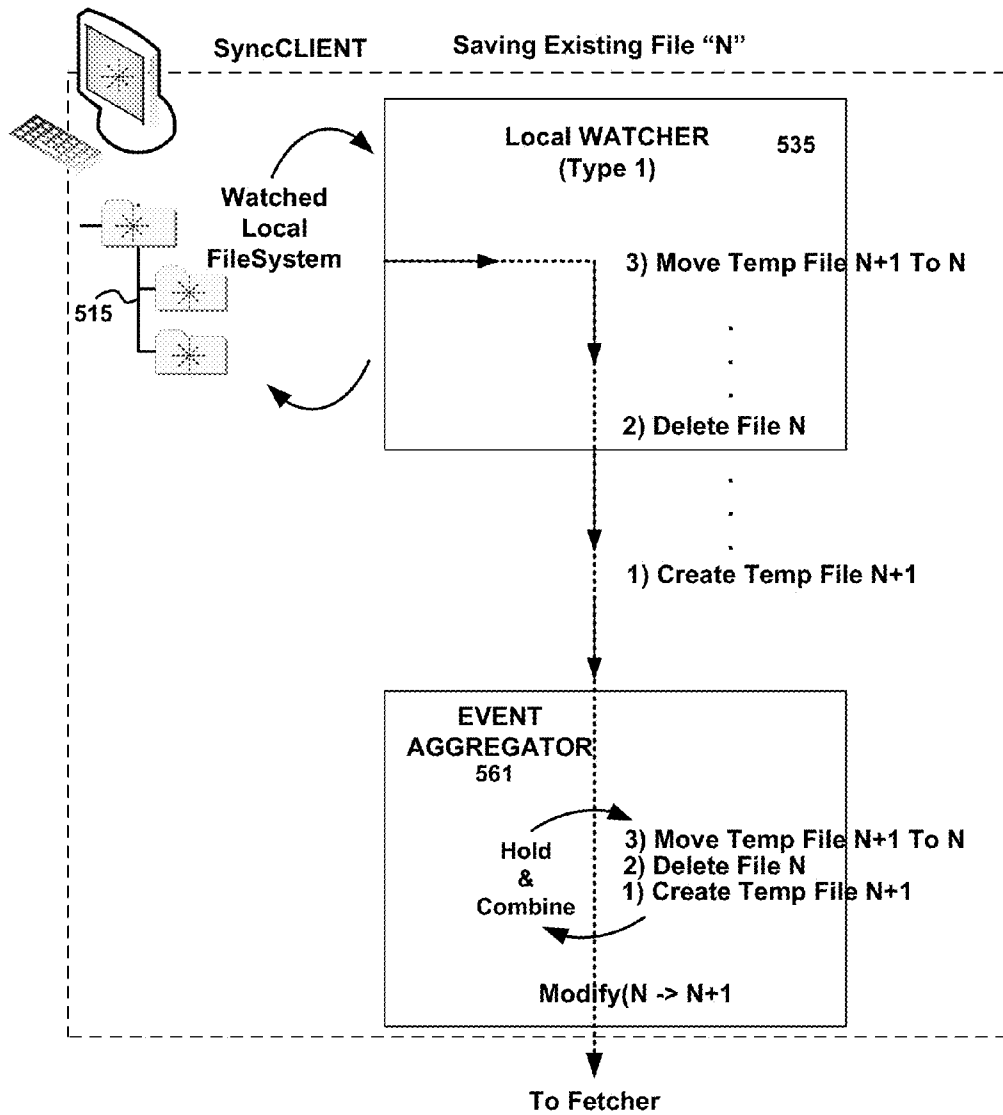 SyncCLIENT
Saving Existing File “N”
Local WATCHER
(Type 1)
535
Watched
Local
FileSystem
515
3) Move Temp File N+1 To N
2) Delete File N
1) Create Temp File N+1
EVENT
AGGREGATOR
561
Hold
&
Combine
3) Move Temp File N+1 To N
2) Delete File N
1) Create Temp File N+1
Modify(N -> N+1
To Fetcher